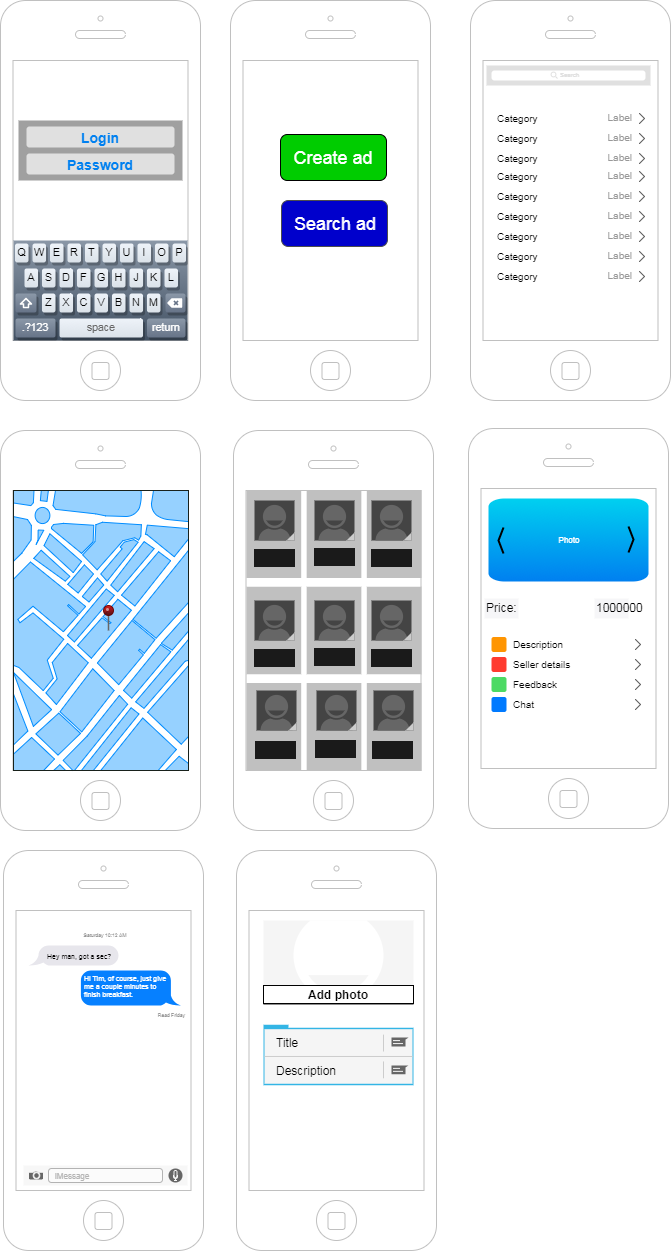 Login
Password
Q W E R T Y U I O P
A S D F G H J K L
Z X C V B N M
.?123 space return
Create ad
Search ad
Search
Category Label
Category Label
Category Label
Category Label
Category Label
Category Label
Category Label
Category Label
Category Label
Photo
Price: 1000000
Description
Seller details
Feedback
Chat
Saturday 10:13 AM
Hey man, got a sec?
Hi Tim, of course, just give
me a couple minutes to
finish breakfast.
Read Friday
iMessage
Add photo
Title
Description